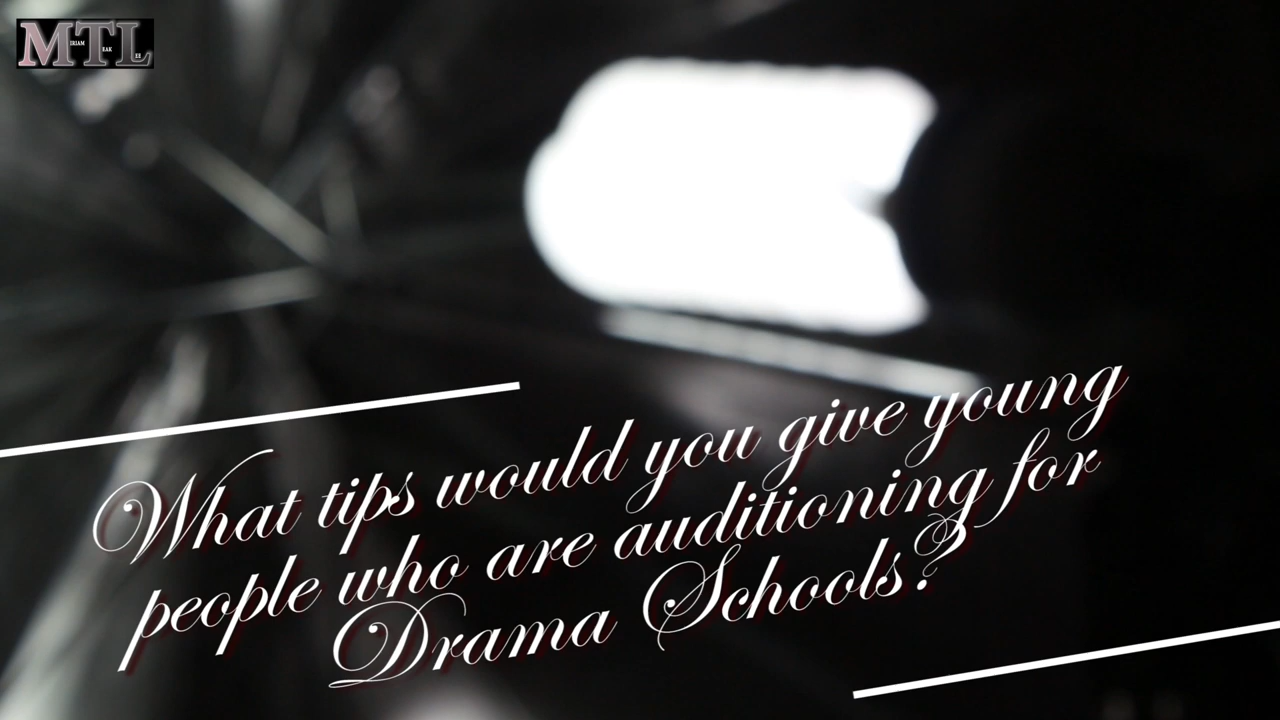 MTL
What tips would you give young
people who are auditioning for
Drama Schools?